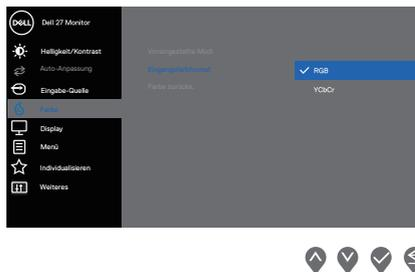 DELL Dell 27 Monitor
Helligkeit/Kontrast Voreingestellte Modi
Auto-Anpassung Eingangsfarbformat ✓ RGB
Eingabe-Quelle Farbe zurücks. YCbCr
Farbe
Display
Menü
Individualisieren
Weiteres